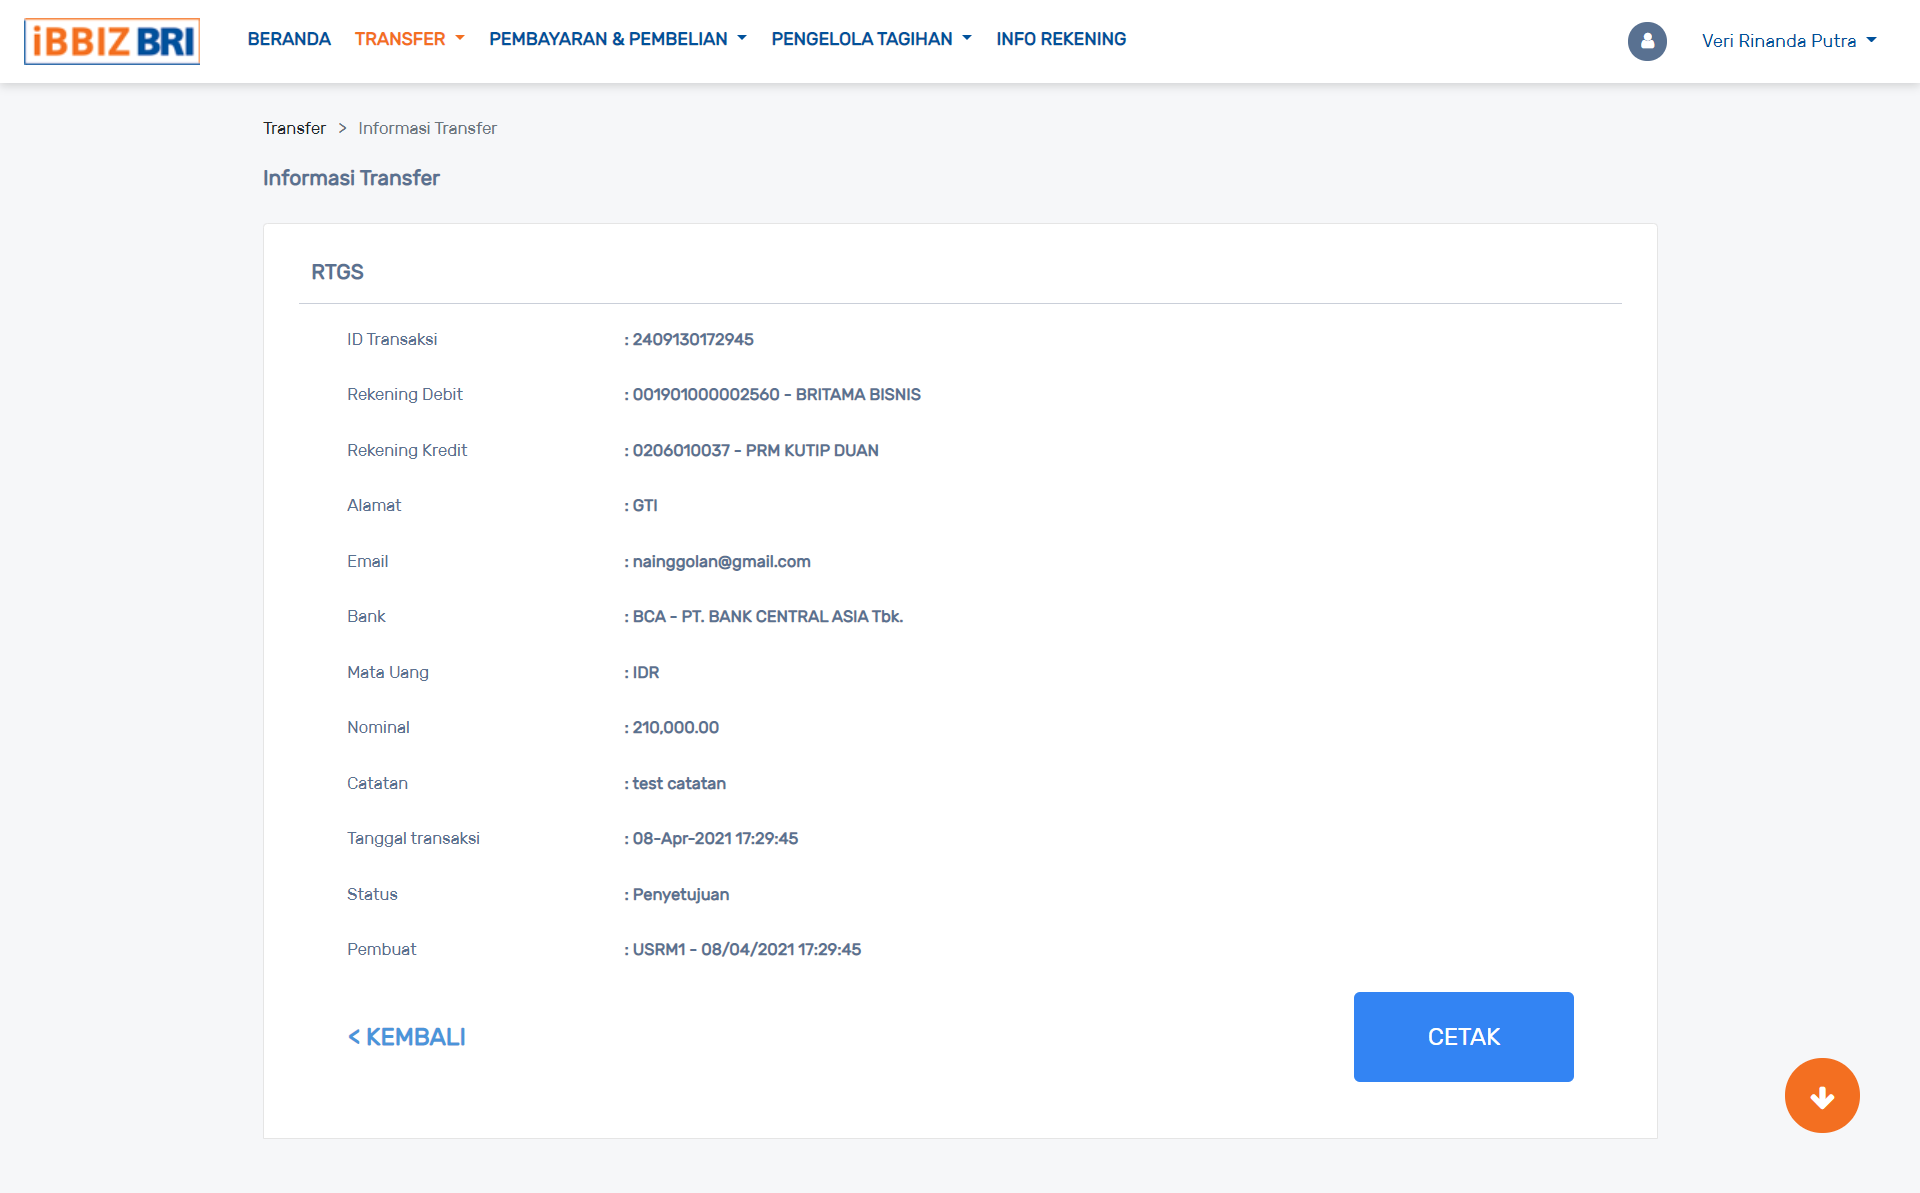 iBBIZ BRI BERANDA TRANSFER PEMBAYARAN & PEMBELIAN PENGELOLA TAGIHAN INFO REKENING Veri Rinanda Putra
Transfer > Informasi Transfer
Informasi Transfer
RTGS
ID Transaksi : 2409130172945
Rekening Debit : 001901000002560 - BRITAMA BISNIS
Rekening Kredit : 0206010037 - PRM KUTIP DUAN
Alamat : GTI
Email : nainggolan@gmail.com
Bank : BCA - PT. BANK CENTRAL ASIA Tbk.
Mata Uang : IDR
Nominal : 210,000.00
Catatan : test catatan
Tanggal transaksi : 08-Apr-2021 17:29:45
Status : Penyetujuan
Pembuat : USRM1 - 08/04/2021 17:29:45
< KEMBALI CETAK